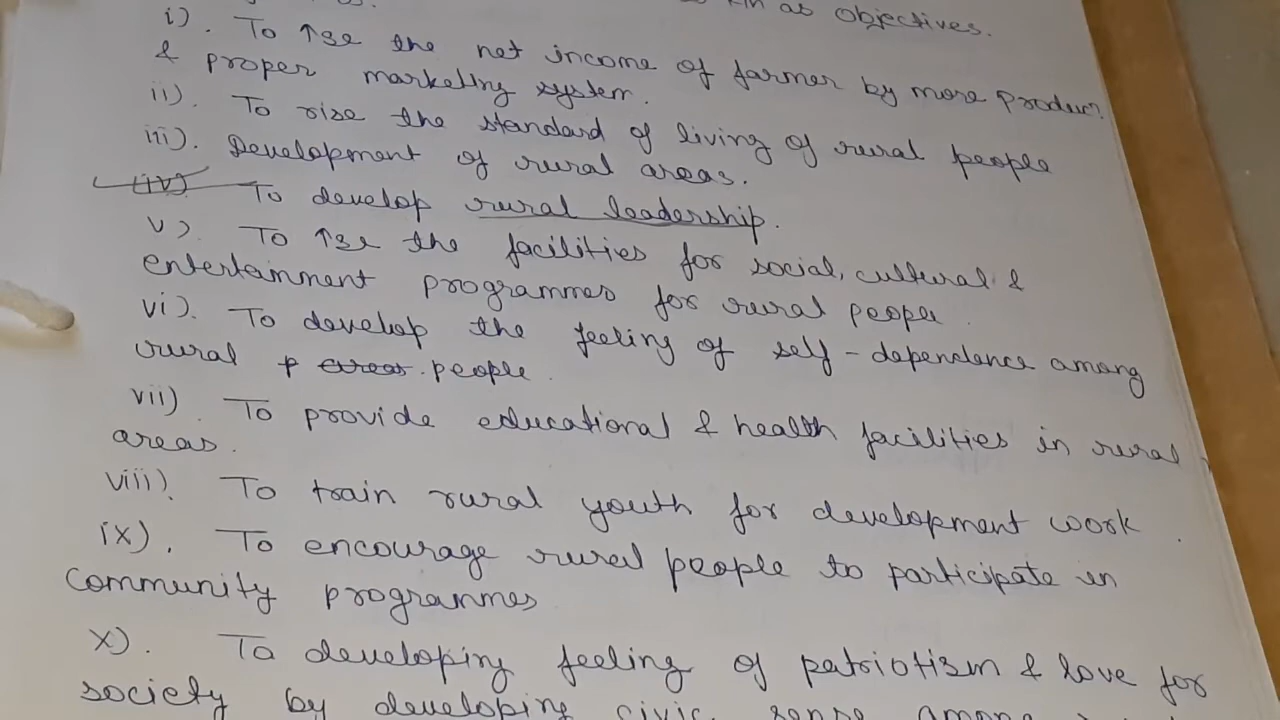 as objectives.
i). To ↑se the net income of farmer by more product
& proper marketing system.
ii). To rise the standard of living of rural people
iii). Development of rural areas.
iv) To develop rural leadership.
v). To ↑se the facilities for social, cultural &
entertainment programmes for rural people.
vi). To develop the feeling of self-dependence among
rural p areas. people.
vii). To provide educational & health facilities in rural
areas.
viii). To train rural youth for development work.
ix). To encourage rural people to participate in
community programmes
x). To developing feeling of patriotism & love for
society by developing civic sense among